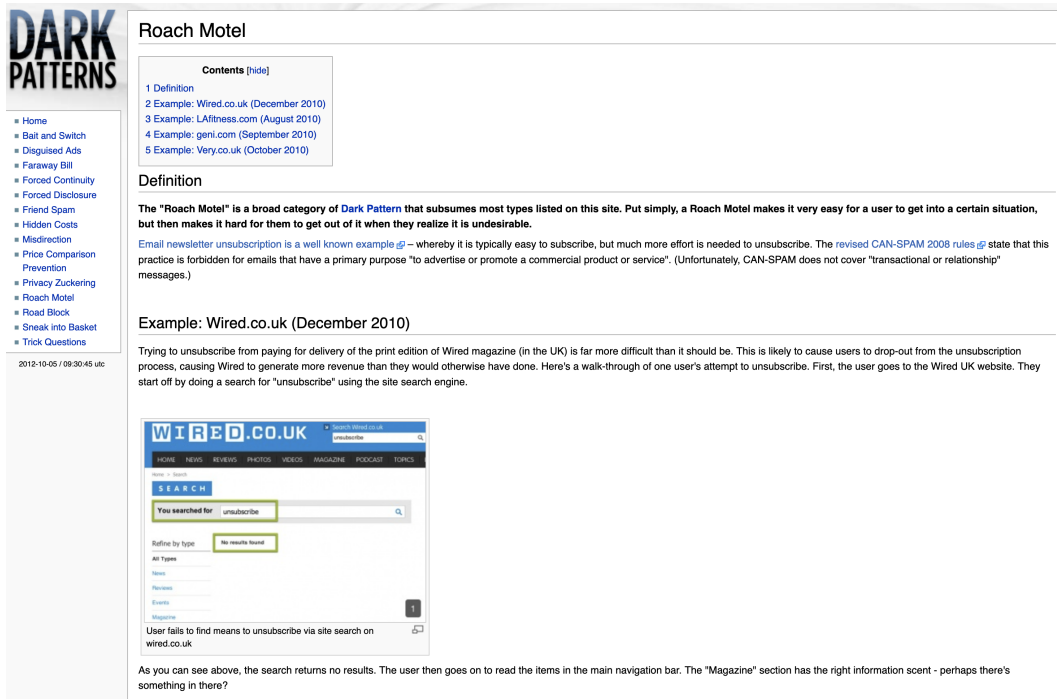 DARK
PATTERNS
Home
Bait and Switch
Disguised Ads
Faraway Bill
Forced Continuity
Forced Disclosure
Friend Spam
Hidden Costs
Misdirection
Price Comparison
Prevention
Privacy Zuckering
Roach Motel
Road Block
Sneak into Basket
Trick Questions
2012-10-05 / 09:30:45 utc
Roach Motel
Contents [hide]
1 Definition
2 Example: Wired.co.uk (December 2010)
3 Example: LAfitness.com (August 2010)
4 Example: geni.com (September 2010)
5 Example: Very.co.uk (October 2010)
Definition
The "Roach Motel" is a broad category of Dark Pattern that subsumes most types listed on this site. Put simply, a Roach Motel makes it very easy for a user to get into a certain situation,
but then makes it hard for them to get out of it when they realize it is undesirable.
Email newsletter unsubscription is a well known example – whereby it is typically easy to subscribe, but much more effort is needed to unsubscribe. The revised CAN-SPAM 2008 rules state that this
practice is forbidden for emails that have a primary purpose "to advertise or promote a commercial product or service". (Unfortunately, CAN-SPAM does not cover "transactional or relationship"
messages.)
Example: Wired.co.uk (December 2010)
Trying to unsubscribe from paying for delivery of the print edition of Wired magazine (in the UK) is far more difficult than it should be. This is likely to cause users to drop-out from the unsubscription
process, causing Wired to generate more revenue than they would otherwise have done. Here's a walk-through of one user's attempt to unsubscribe. First, the user goes to the Wired UK website. They
start off by doing a search for "unsubscribe" using the site search engine.
WIRED.CO.UK
Search Wired.co.uk
unsubscribe
HOME NEWS REVIEWS PHOTOS VIDEOS MAGAZINE PODCAST TOPICS
Home > Search
SEARCH
You searched for unsubscribe
Refine by type
No results found
All Types
News
Reviews
Events
Magazine
1
User fails to find means to unsubscribe via site search on
wired.co.uk
As you can see above, the search returns no results. The user then goes on to read the items in the main navigation bar. The "Magazine" section has the right information scent - perhaps there's
something in there?